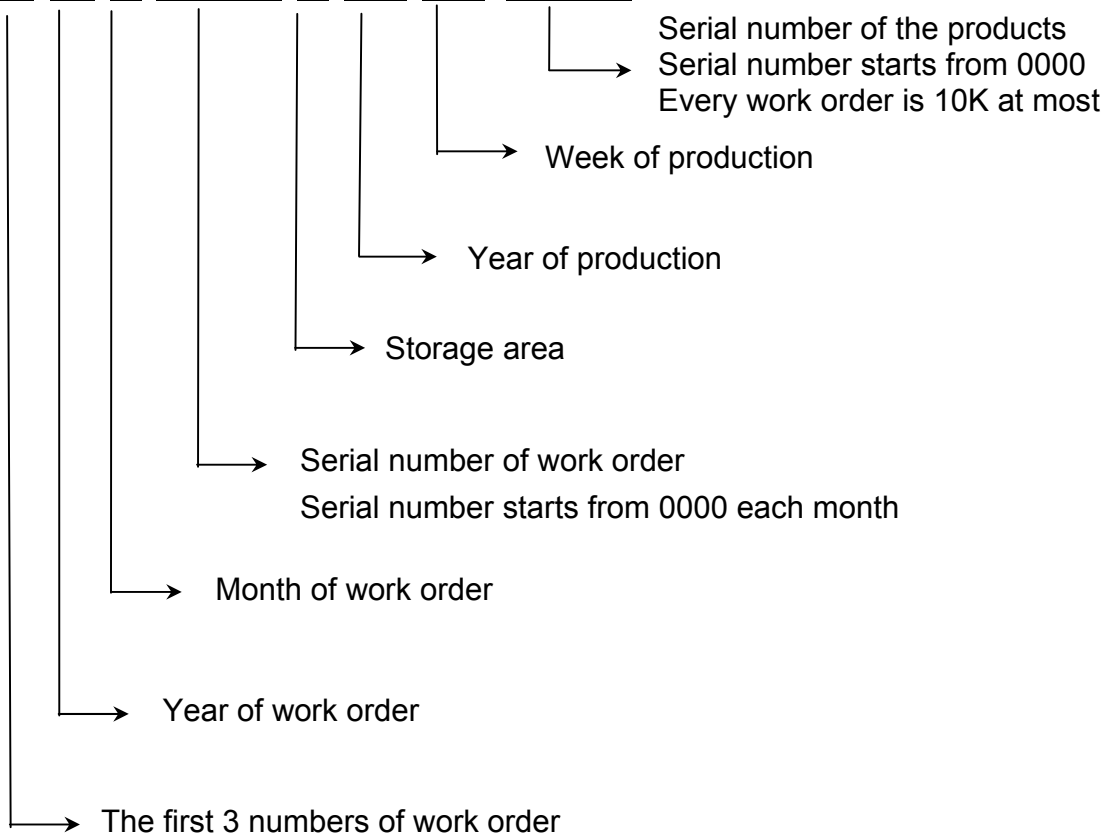 Serial number of the products
Serial number starts from 0000
Every work order is 10K at most
Week of production
Year of production
Storage area
Serial number of work order
Serial number starts from 0000 each month
Month of work order
Year of work order
The first 3 numbers of work order